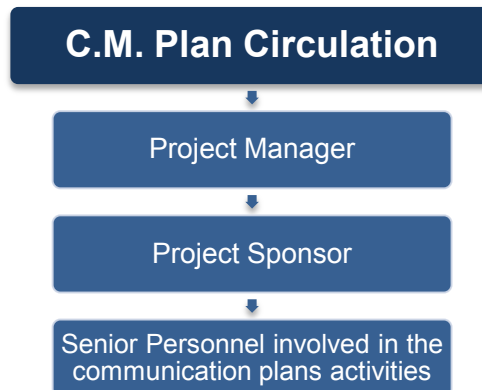 C.M. Plan Circulation
Project Manager
Project Sponsor
Senior Personnel involved in the
communication plans activities